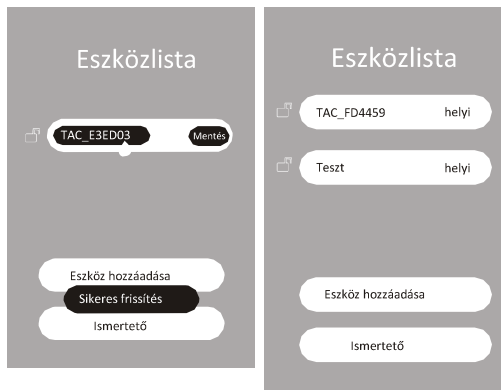 Eszközlista
TAC_E3ED03 Mentés
Eszköz hozzáadása
Sikeres frissítés
Ismertető
Eszközlista
TAC_FD4459 helyi
Teszt helyi
Eszköz hozzáadása
Ismertető